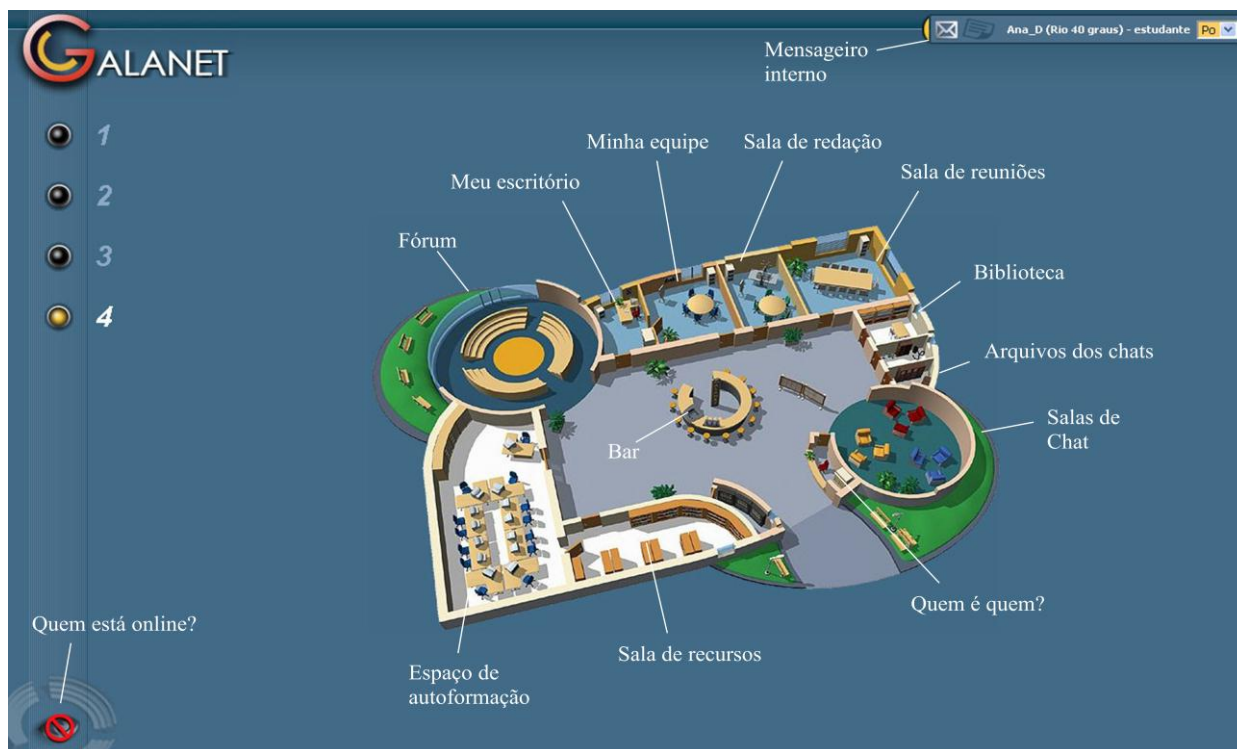 GALANET
Ana_D (Rio 40 graus) - estudante Po
Mensageiro
interno
1
2
3
4
Minha equipe
Sala de redação
Meu escritório
Sala de reuniões
Fórum
Biblioteca
Arquivos dos chats
Salas de
Chat
Bar
Quem é quem?
Sala de recursos
Espaço de
autoformação
Quem está online?